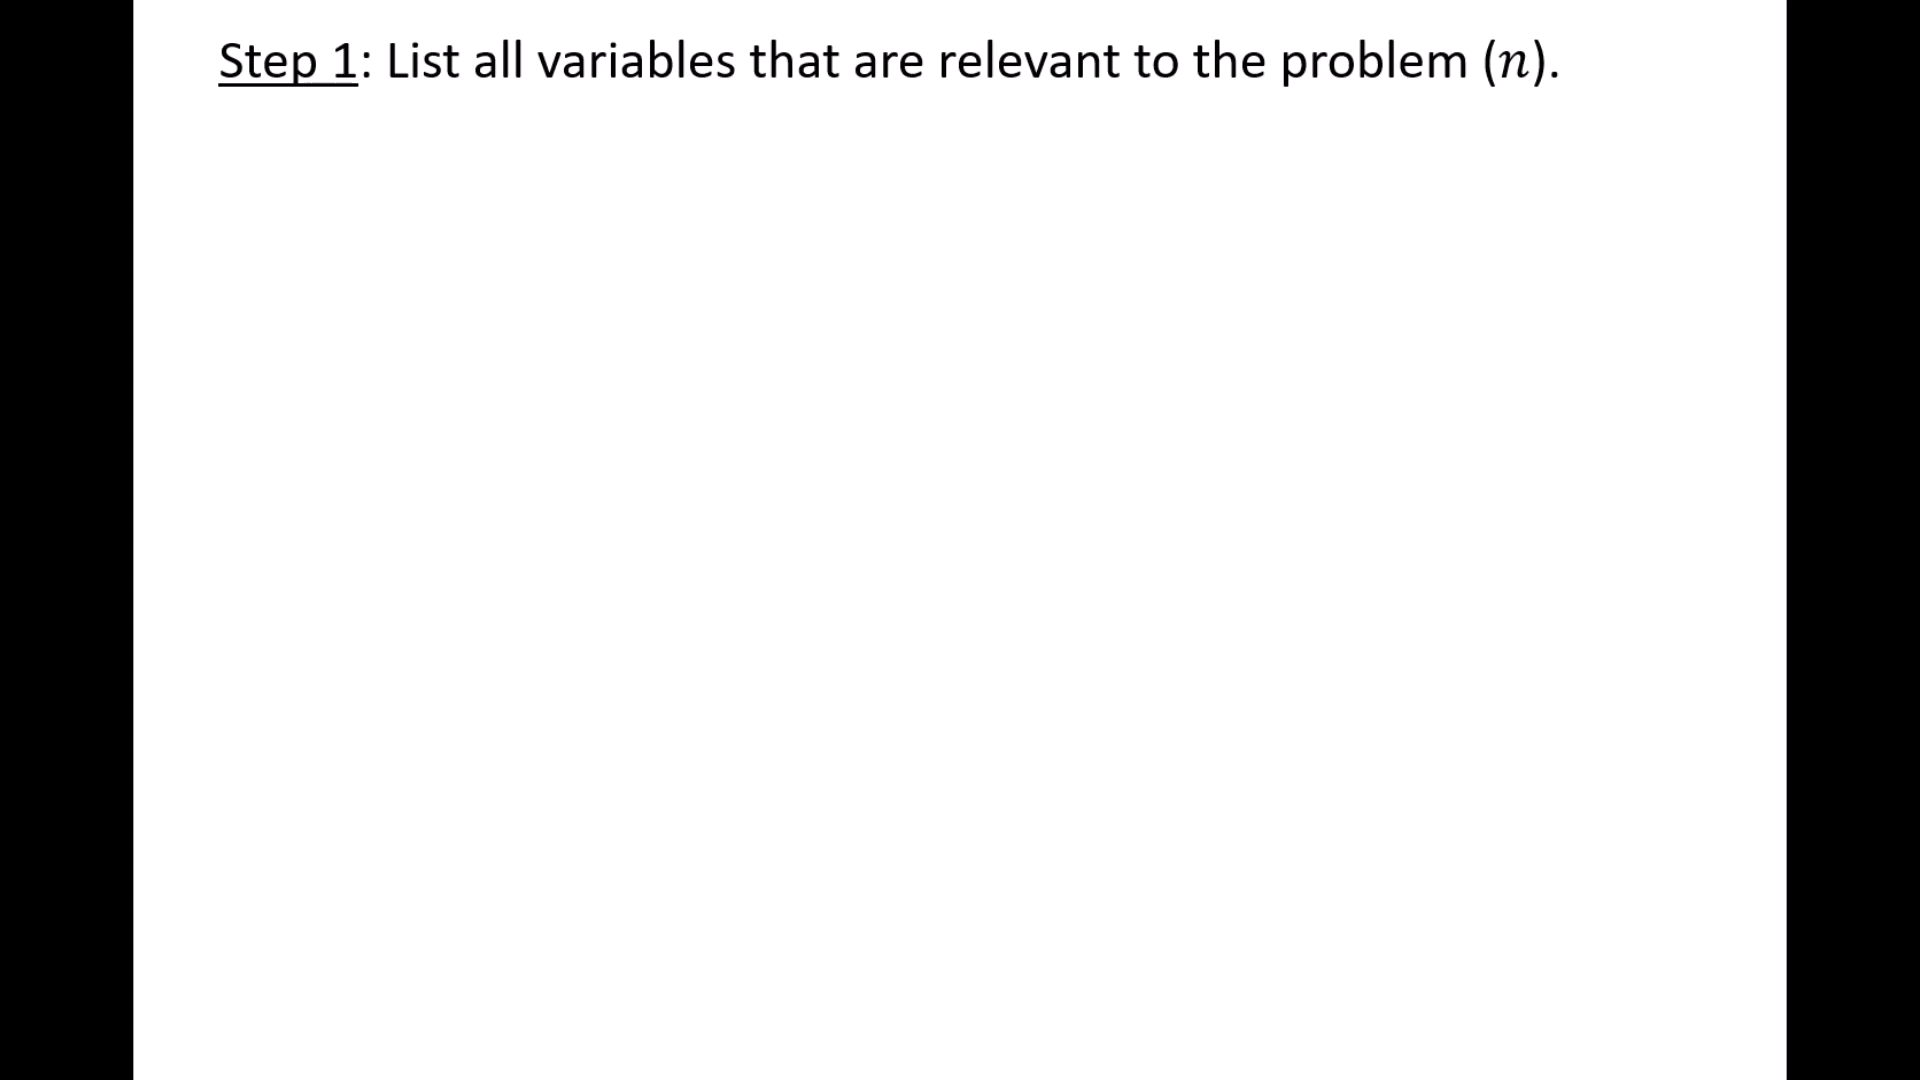 Step 1: List all variables that are relevant to the problem (n).